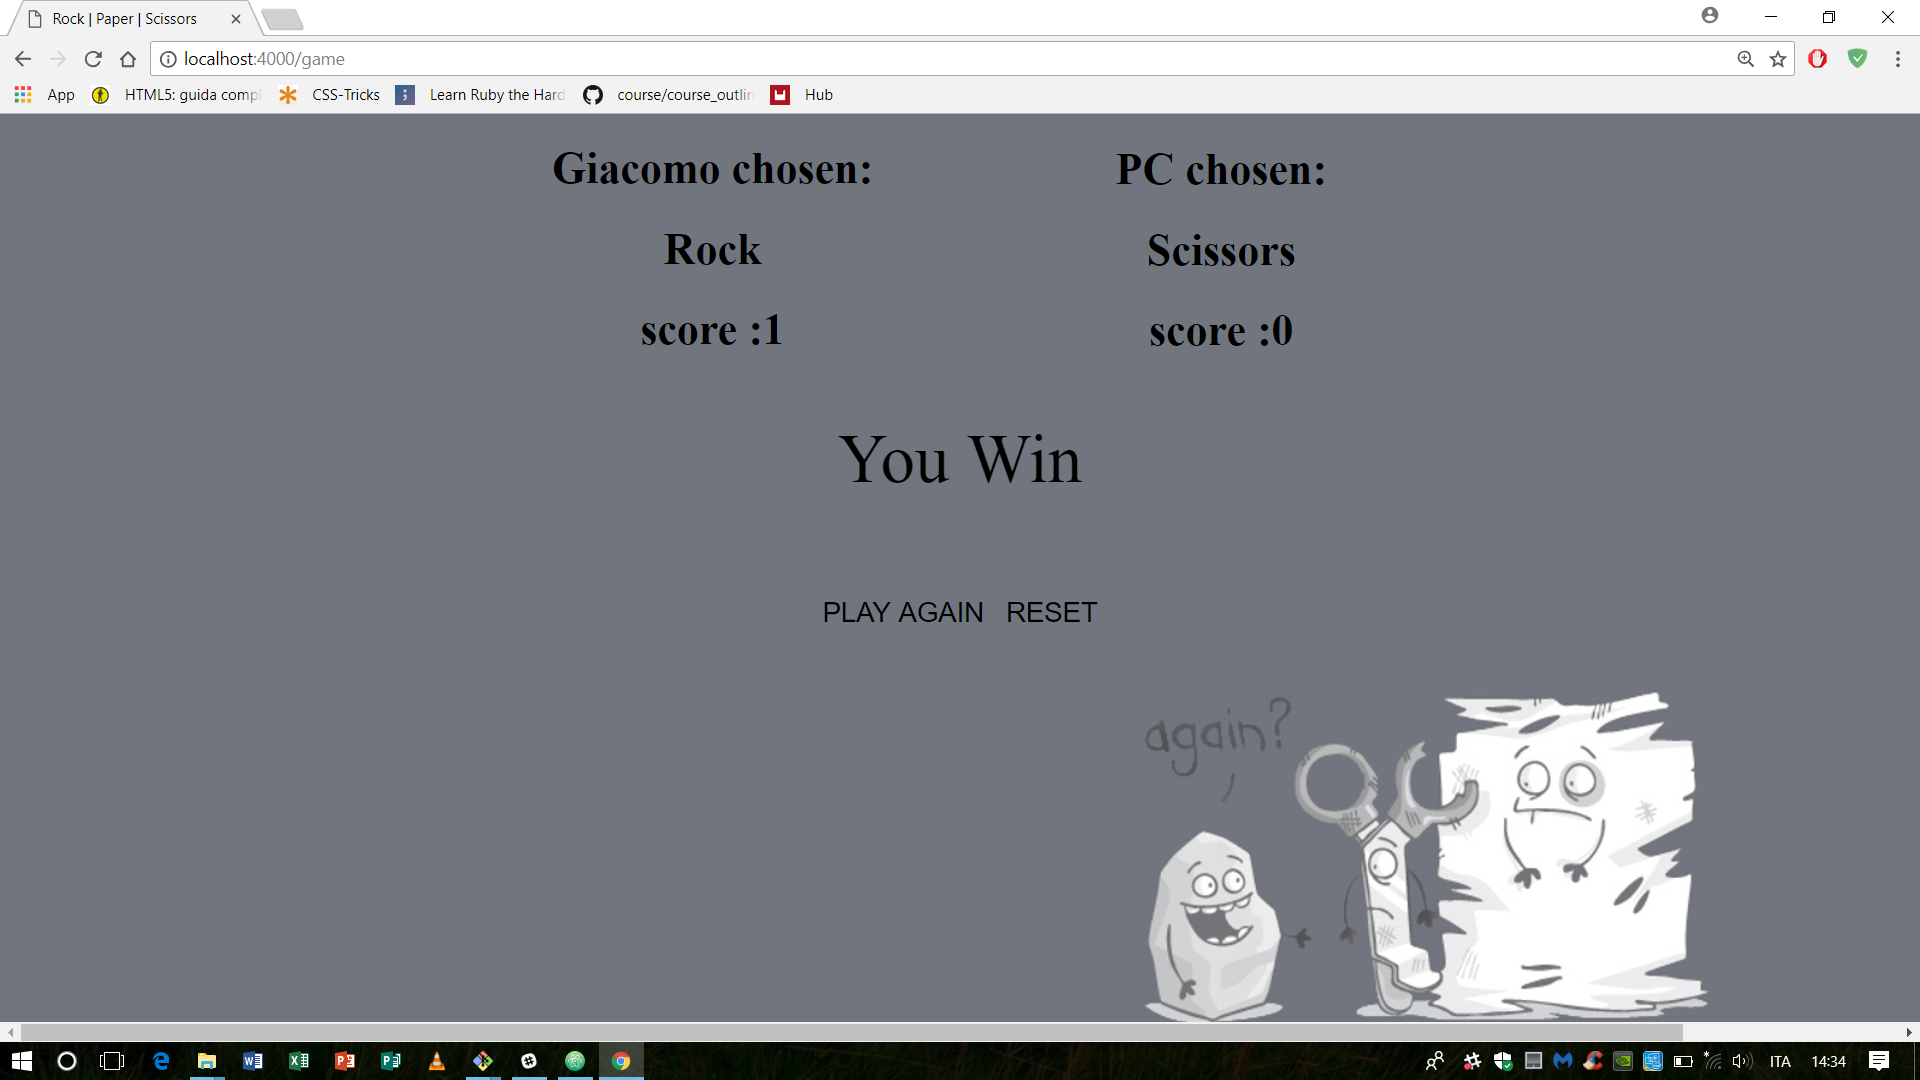 Rock | Paper | Scissors
localhost:4000/game
App HTML5: guida comp CSS-Tricks Learn Ruby the Hard course/course_outlin Hub
Giacomo chosen: PC chosen:
Rock Scissors
score :1 score :0
You Win
PLAY AGAIN RESET
again?
ITA 14:34